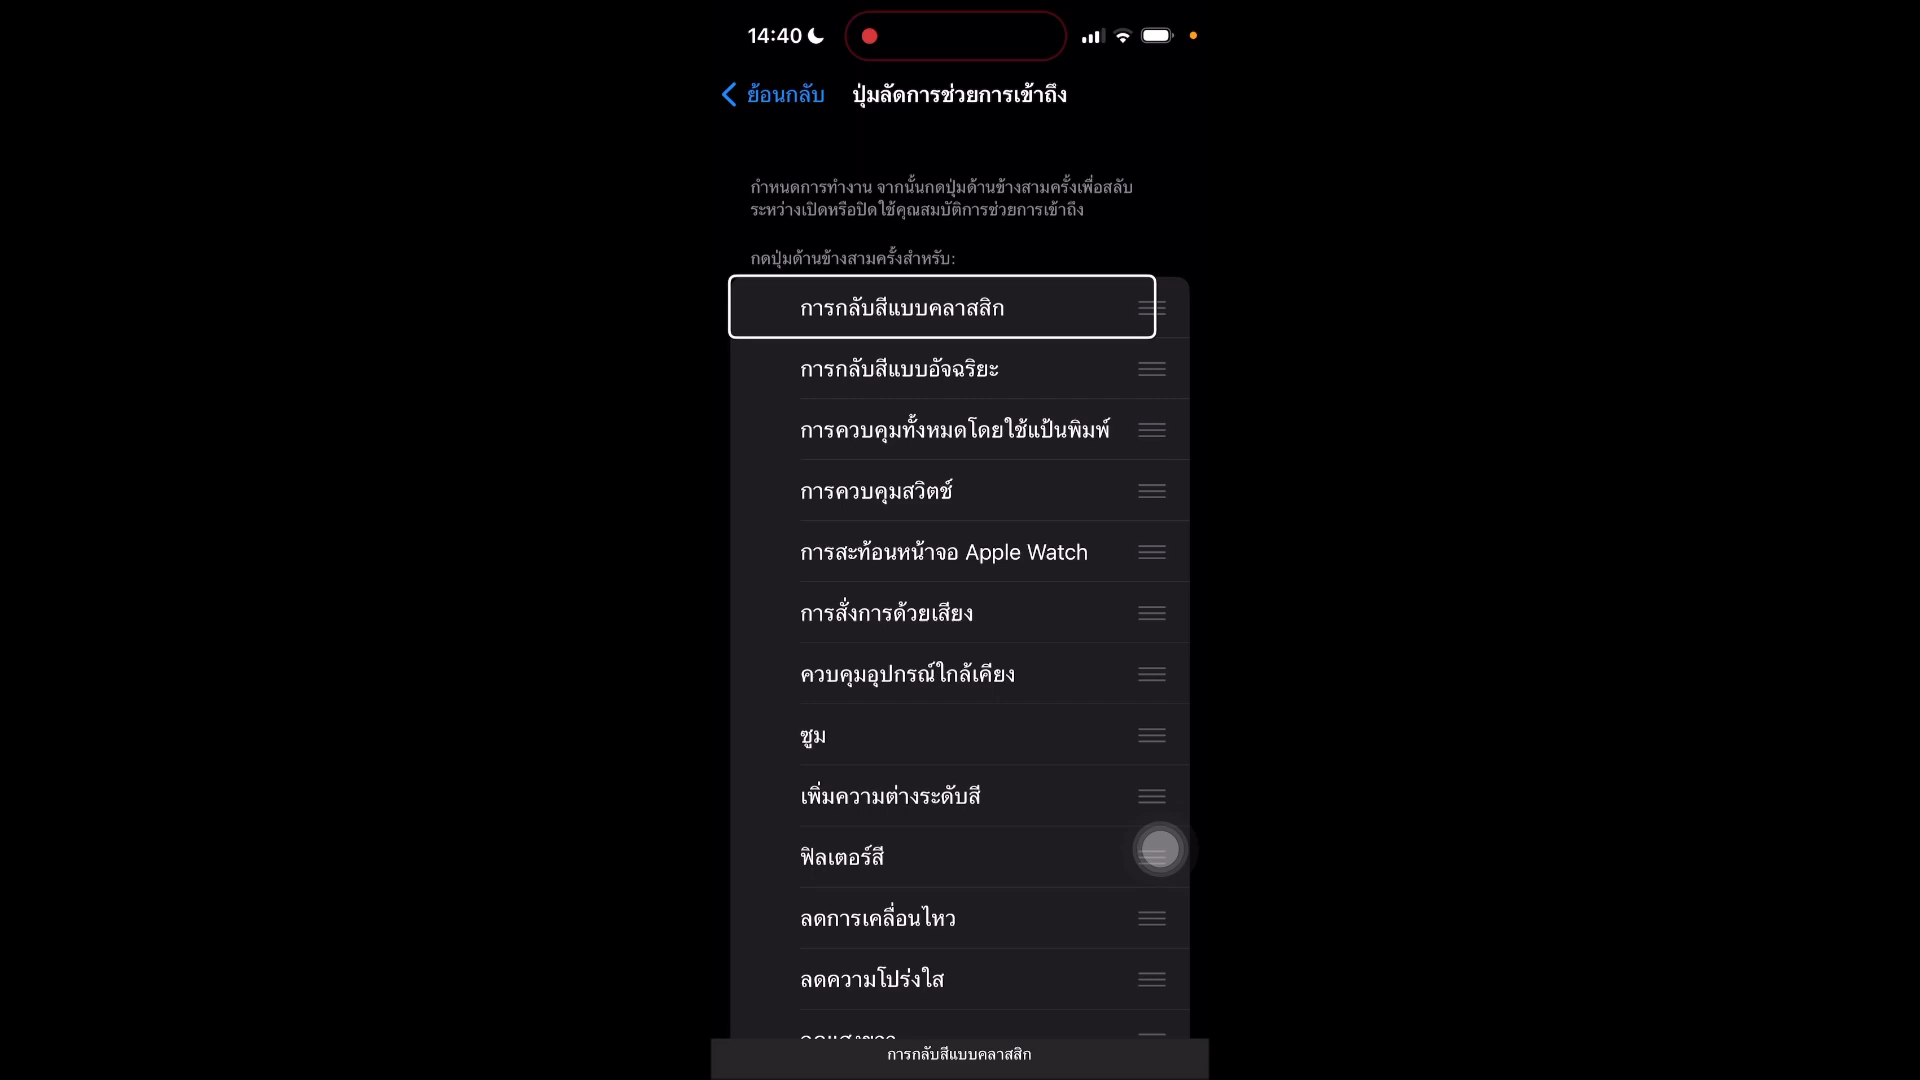 14:40
ย้อนกลับ
ปุ่มลัดการช่วยการเข้าถึง
กำหนดการทำงาน จากนั้นกดปุ่มด้านข้างสามครั้งเพื่อสลับ
ระหว่างเปิดหรือปิดใช้คุณสมบัติการช่วยการเข้าถึง
กดปุ่มด้านข้างสามครั้งสำหรับ:
การกลับสีแบบคลาสสิก
การกลับสีแบบอัจฉริยะ
การควบคุมทั้งหมดโดยใช้แป้นพิมพ์
การควบคุมสวิตช์
การสะท้อนหน้าจอ Apple Watch
การสั่งการด้วยเสียง
ควบคุมอุปกรณ์ใกล้เคียง
ซูม
เพิ่มความต่างระดับสี
ฟิลเตอร์สี
ลดการเคลื่อนไหว
ลดความโปร่งใส
การกลับสีแบบคลาสสิก